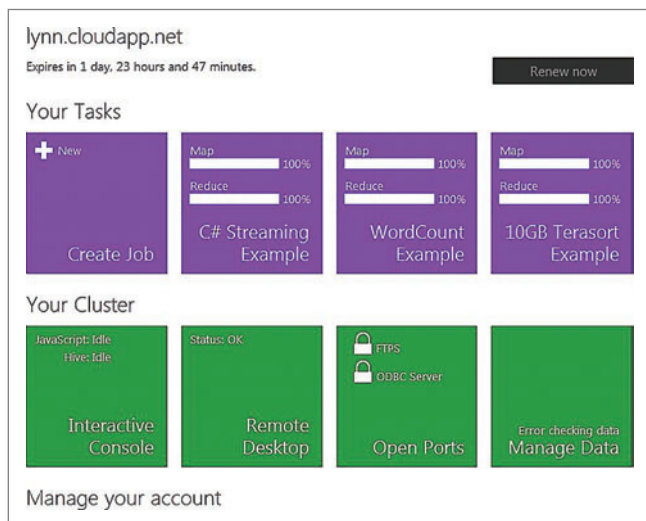 lynn.cloudapp.net
Expires in 1 day, 23 hours and 47 minutes.
Renew now
Your Tasks
New
Create Job
Map
100%
Reduce
100%
C# Streaming
Example
Map
100%
Reduce
100%
WordCount
Example
Map
100%
Reduce
100%
10GB Terasort
Example
Your Cluster
JavaScript: Idle
Hive: Idle
Interactive
Console
Status: OK
Remote
Desktop
FTPS
ODBC Server
Open Ports
Error checking data
Manage Data
Manage your account